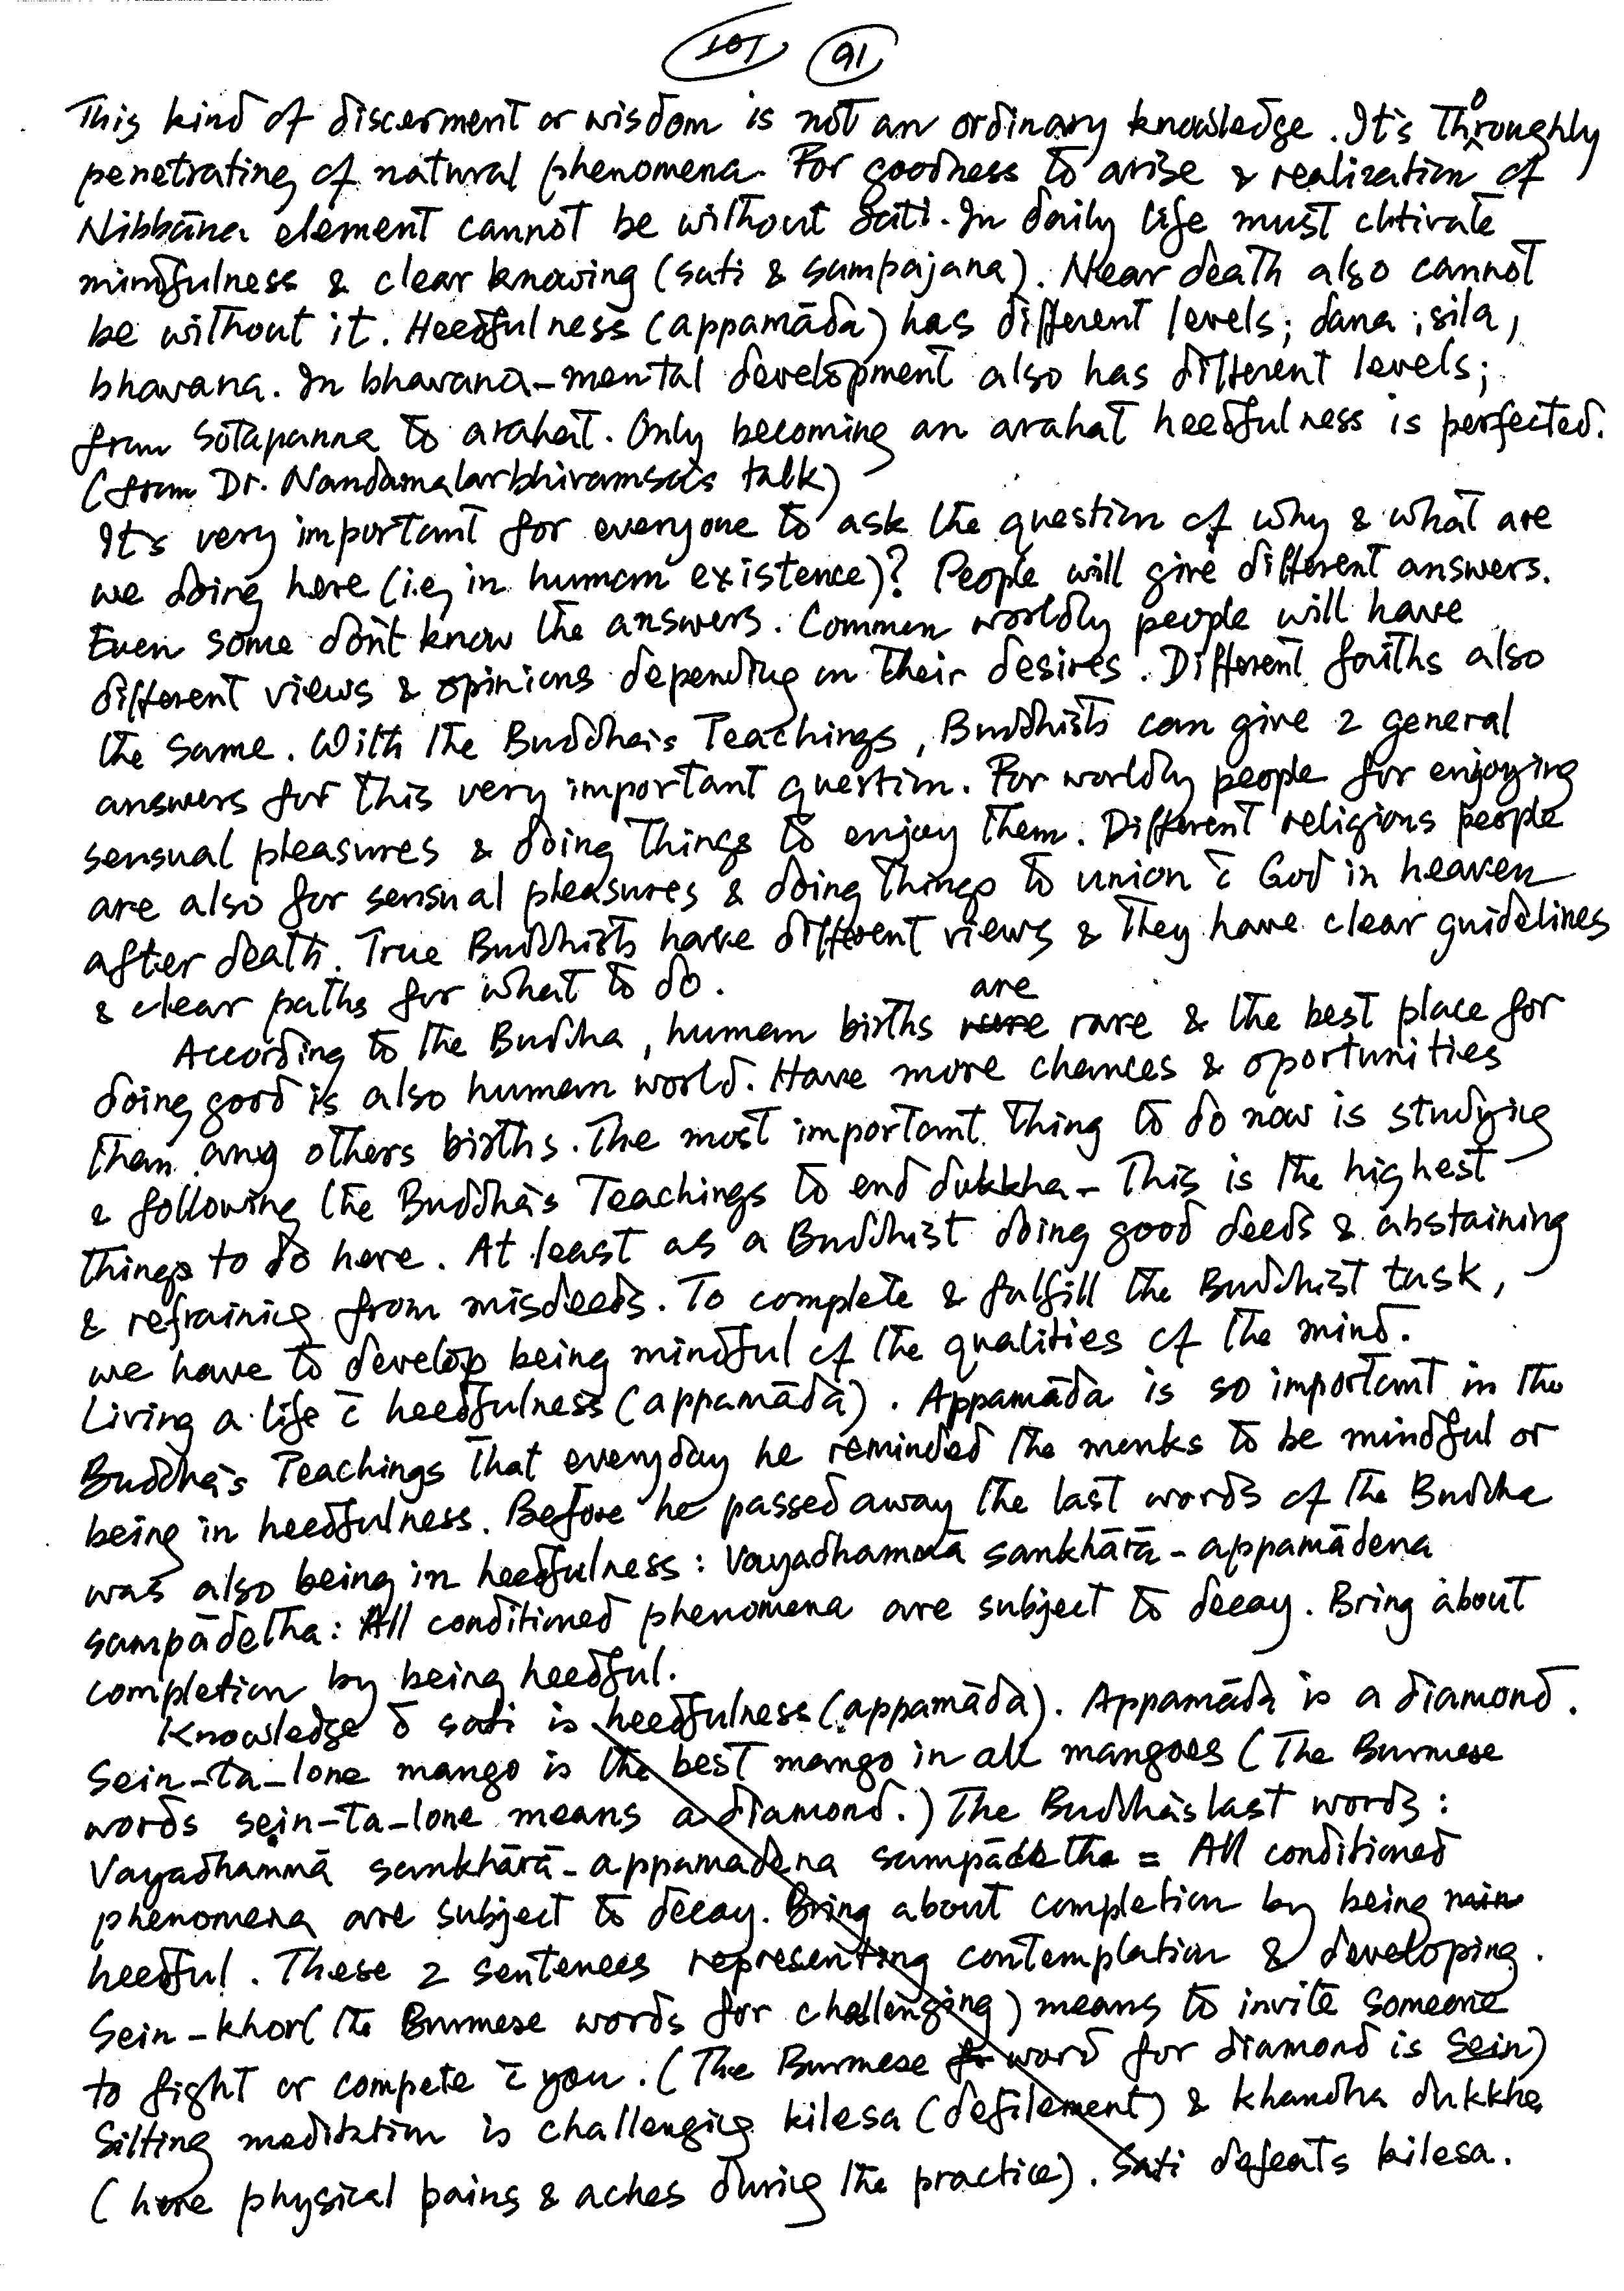 101 91
This kind of discernment or wisdom is not an ordinary knowledge. It's thoroughly
penetrating of natural phenomena. For goodness to arise & realization of
Nibbāna element cannot be without sati. In daily life must cltivate
mindfulness & clear knowing (sati & sampajana). Near death also cannot
be without it. Heedfulness (appamāda) has different levels; dana ; sila,
bhavana. In bhavana-mental development also has different levels;
from sotapanna to arahat. Only becoming an arahat heedfulness is perfected.
(from Dr. Nandamalarbhivamsa's talk)
It's very important for everyone to ask the question of why & what are
we doing here (i.e, in human existence)? People will give different answers.
Even some don't know the answers. Common worldly people will have
different views & opinions depending on their desires. Different faiths also
the same. With the Buddha's Teachings, Buddhists can give 2 general
answers for this very important question. For worldly people for enjoying
sensual pleasures & doing things to enjoy them. Different religions people
are also for sensual pleasures & doing things to union c̄ God in heaven
after death. True Buddhists have different views & they have clear guidelines
& clear paths for what to do.
According to the Buddha, human births are rare & the best place for
doing good is also human world. Have more chances & oportunities
than any others births. The most important thing to do now is studying
& following the Buddha's Teachings to end dukkha - This is the highest
things to do here. At least as a Buddhist doing good deeds & abstaining
& refraining from misdeeds. To complete & fulfill the Buddhist task,
we have to develop being mindful of the qualities of the mind.
Living a life c̄ heedfulness (appamāda). Appamāda is so important in the
Buddha's Teachings that everyday he reminded the monks to be mindful or
being in heedfulness. Before he passed away the last words of the Buddha
was also being in heedfulness : Vayadhammā sankhārā - appamādena
sampādetha: All conditioned phenomena are subject to decay. Bring about
completion by being heedful.
Knowledge c̄ sati is heedfulness (appamāda). Appamāda is a diamond.
Sein-ta-lone mango is the best mango in all mangoes (The Burmese
words sein-ta-lone means a diamond.) The Buddha's last words :
Vayadhammā sankhārā - appamadena sampādetha = All conditioned
phenomena are subject to decay. Bring about completion by being
heedful. These 2 sentences representing contemplation & developing.
Sein-khor (the Burmese words for challenging) means to invite someone
to fight or compete c̄ you. (The Burmese word for diamond is sein)
Sitting meditation is challenging kilesa (defilement) & khandha dukkha
(here physical pains & aches during the practice). Sati defeats kilesa.